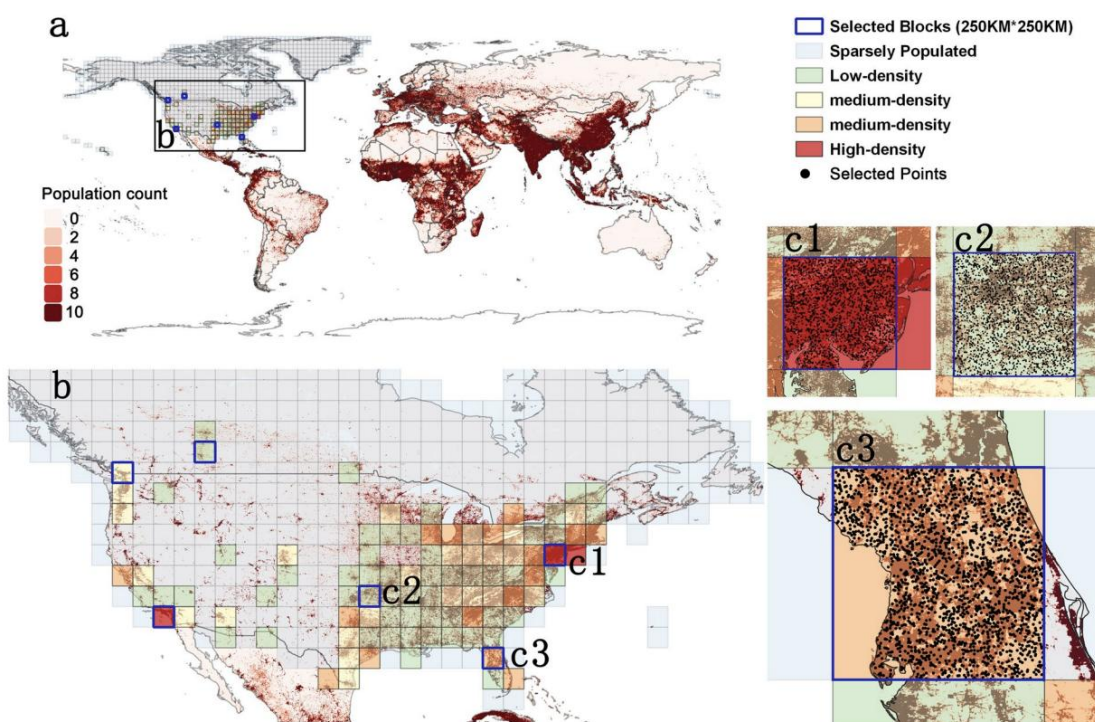 a
b
Population count
0
2
4
6
8
10
Selected Blocks (250KM*250KM)
Sparsely Populated
Low-density
medium-density
medium-density
High-density
Selected Points
c1
c2
b
c1
c2
c3
c3